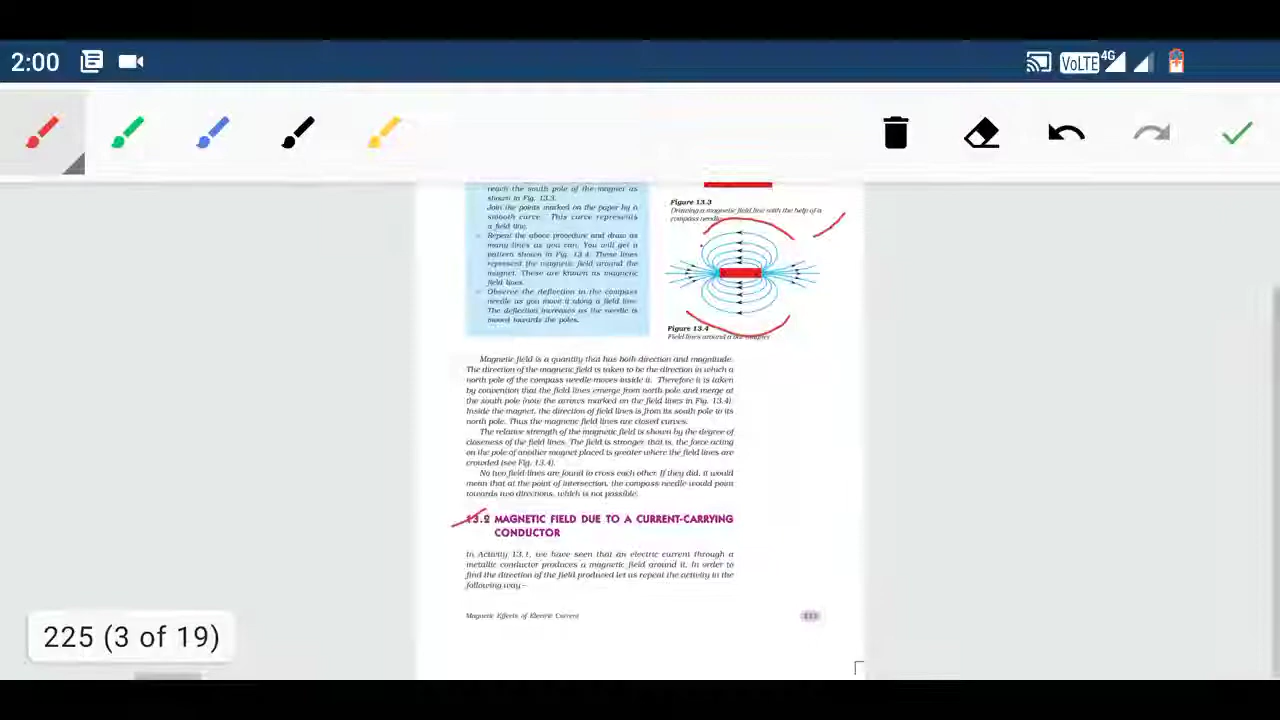 2:00
VoLTE 4G
reach the south pole of the magnet as
shown in Fig. 13.3.
Join the points marked on the paper by a
smooth curve. This curve represents
a field line.
Repeat the above procedure and draw as
many lines as you can. You will get a
pattern shown in Fig. 13.4. These lines
represent the magnetic field around the
magnet. These are known as magnetic
field lines.
Observe the deflection in the compass
needle as you move it along a field line.
The deflection increases as the needle is
moved towards the poles.
Figure 13.3
Drawing a magnetic field line with the help of a
compass needle
Figure 13.4
Field lines around a bar magnet
Magnetic field is a quantity that has both direction and magnitude.
The direction of the magnetic field is taken to be the direction in which a
north pole of the compass needle moves inside it. Therefore it is taken
by convention that the field lines emerge from north pole and merge at
the south pole (note the arrows marked on the field lines in Fig. 13.4).
Inside the magnet, the direction of field lines is from its south pole to its
north pole. Thus the magnetic field lines are closed curves.
The relative strength of the magnetic field is shown by the degree of
closeness of the field lines. The field is stronger, that is, the force acting
on the pole of another magnet placed is greater where the field lines are
crowded (see Fig. 13.4).
No two field-lines are found to cross each other. If they did, it would
mean that at the point of intersection, the compass needle would point
towards two directions, which is not possible.
13.2 MAGNETIC FIELD DUE TO A CURRENT-CARRYING
CONDUCTOR
In Activity 13.1, we have seen that an electric current through a
metallic conductor produces a magnetic field around it. In order to
find the direction of the field produced let us repeat the activity in the
following way –
Magnetic Effects of Electric Current
225 (3 of 19)